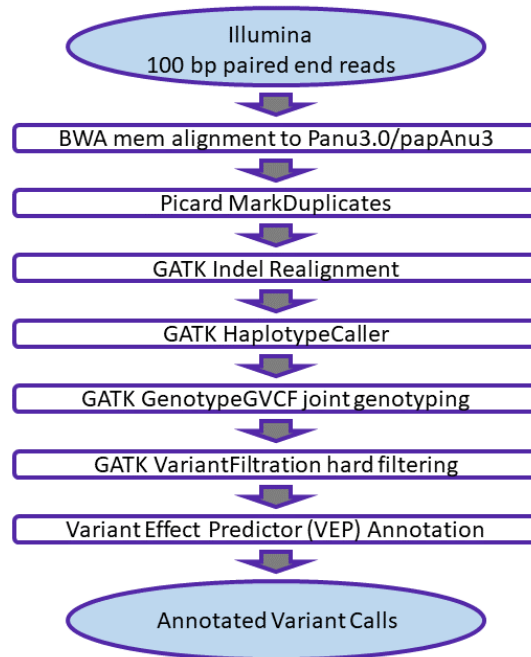 Illumina
100 bp paired end reads
BWA mem alignment to Panu3.0/papAnu3
Picard MarkDuplicates
GATK Indel Realignment
GATK HaplotypeCaller
GATK GenotypeGVCF joint genotyping
GATK VariantFiltration hard filtering
Variant Effect Predictor (VEP) Annotation
Annotated Variant Calls